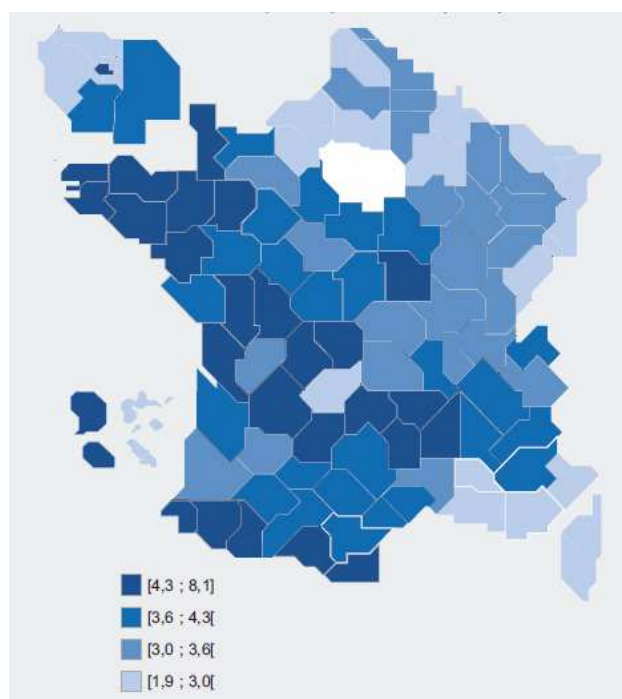 [4,3 ; 8,1]
[3,6 ; 4,3[
[3,0 ; 3,6[
[1,9 ; 3,0[